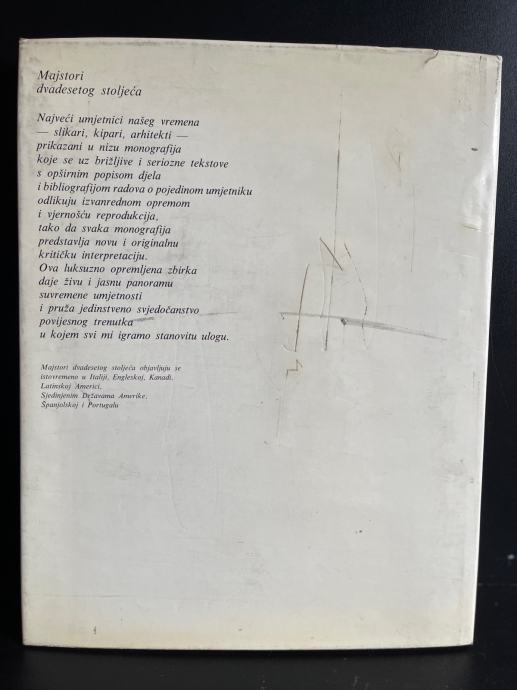 Majstori
dvadesetog stoljeća
Najveći umjetnici našeg vremena
— slikari, kipari, arhitekti —
prikazani u nizu monografija
koje se uz brižljive i seriozne tekstove
s opširnim popisom djela
i bibliografijom radova o pojedinom umjetniku
odlikuju izvanrednom opremom
i vjernošću reprodukcija,
tako da svaka monografija
predstavlja novu i originalnu
kritičku interpretaciju.
Ova luksuzno opremljena zbirka
daje živu i jasnu panoramu
suvremene umjetnosti
i pruža jedinstveno svjedočanstvo
povijesnog trenutka
u kojem svi mi igramo stanovitu ulogu.
Majstori dvadesetog stoljeća objavljuju se
istovremeno u Italiji, Engleskoj, Kanadi,
Latinskoj Americi,
Sjedinjenim Državama Amerike,
Španjolskoj i Portugalu